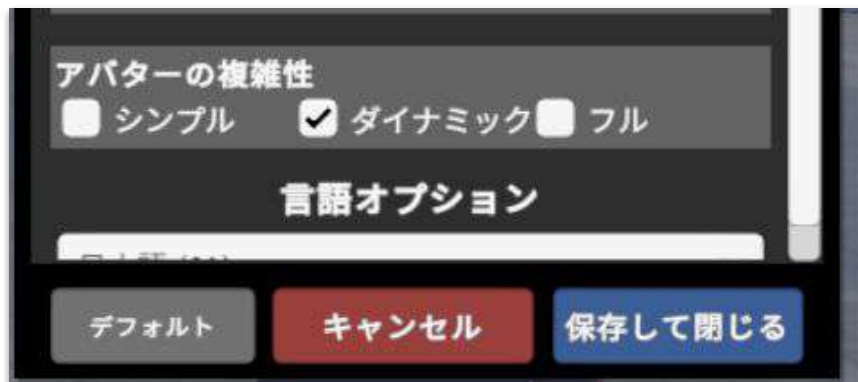 アバターの複雑性
シンプル ダイナミック フル
言語オプション
デフォルト キャンセル 保存して閉じる